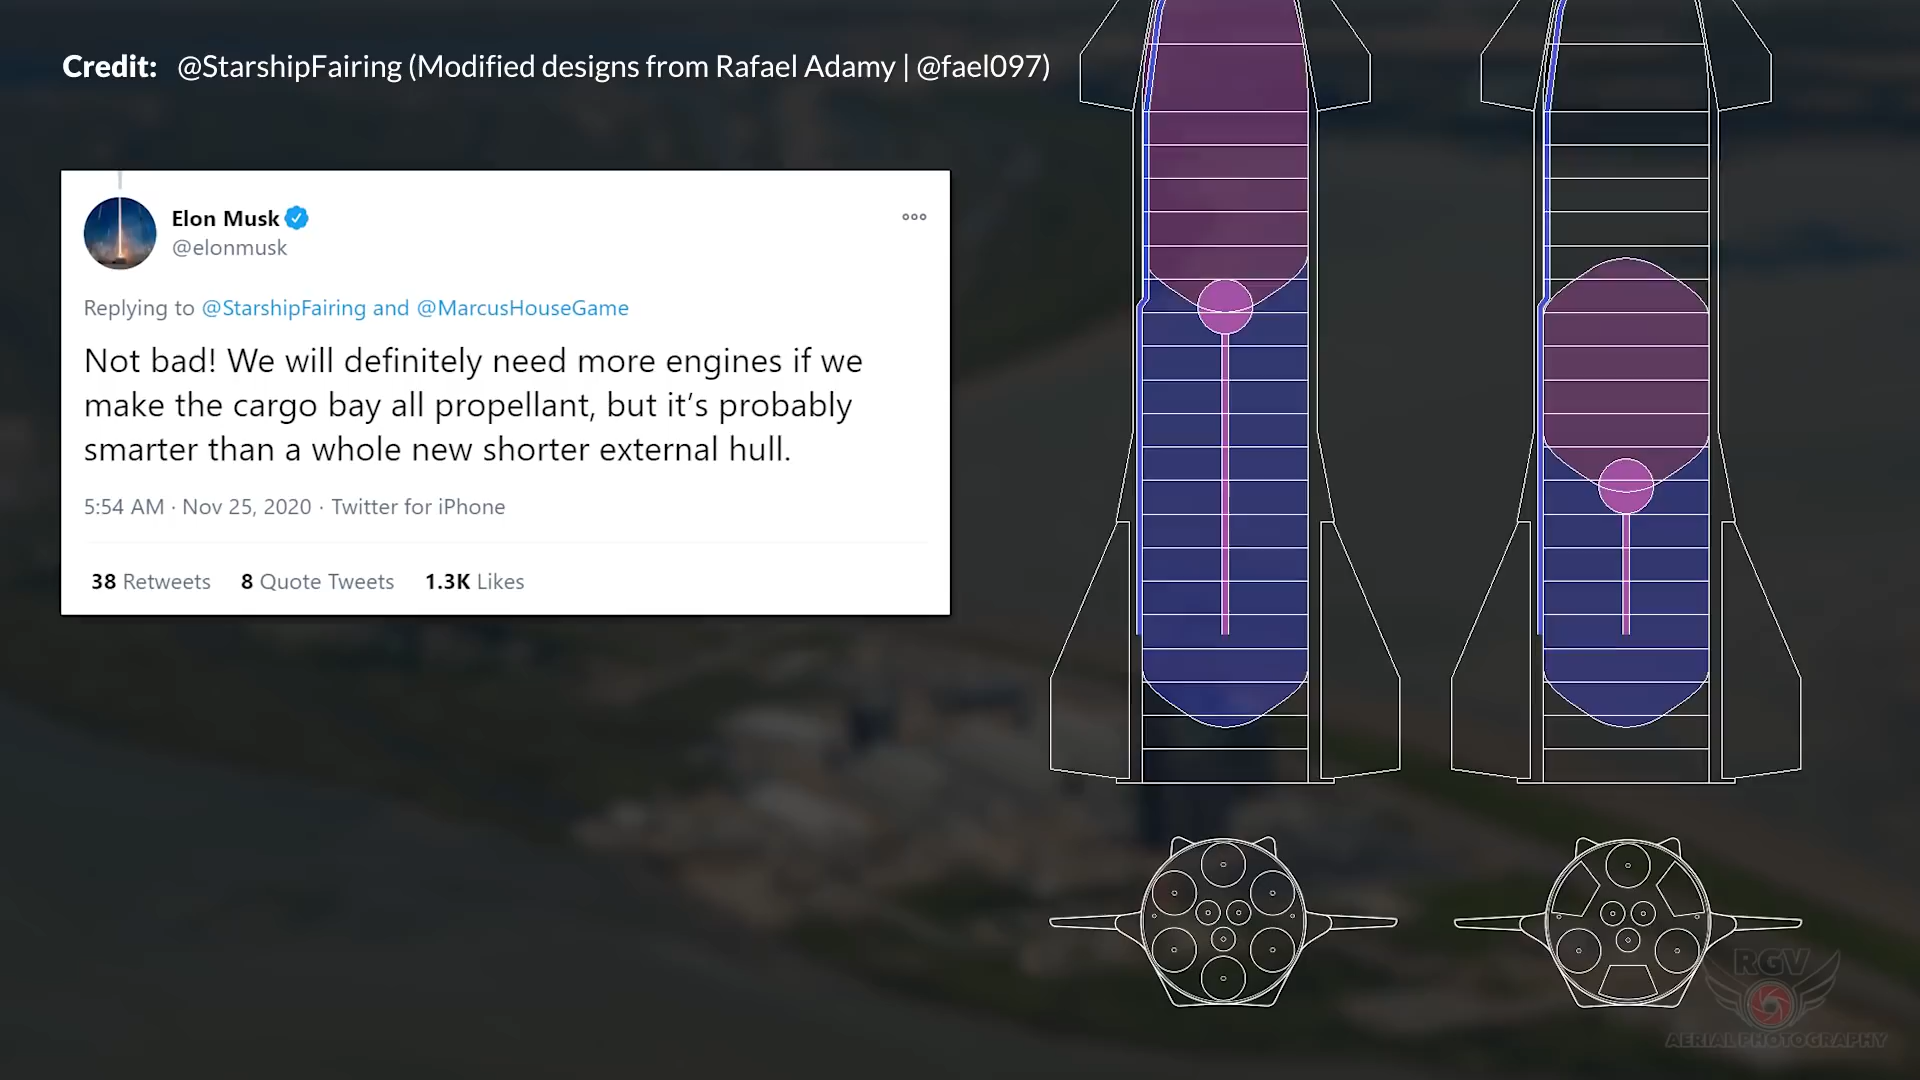 Credit: @StarshipFairing (Modified designs from Rafael Adamy | @fael097)
Elon Musk
@elonmusk
Replying to @StarshipFairing and @MarcusHouseGame
Not bad! We will definitely need more engines if we
make the cargo bay all propellant, but it's probably
smarter than a whole new shorter external hull.
5:54 AM · Nov 25, 2020 · Twitter for iPhone
38 Retweets 8 Quote Tweets 1.3K Likes
RGV
AERIAL PHOTOGRAPHY